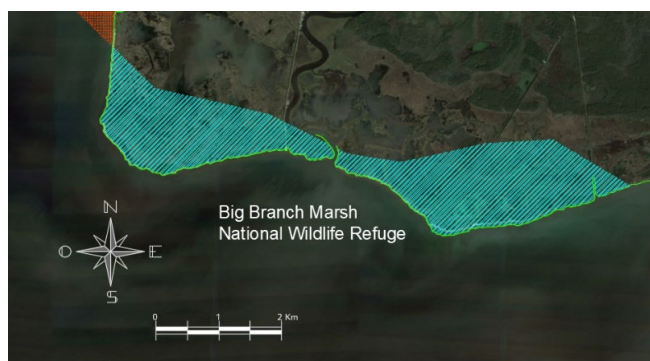 Big Branch Marsh
National Wildlife Refuge
N
O E
S
0 1 2 Km